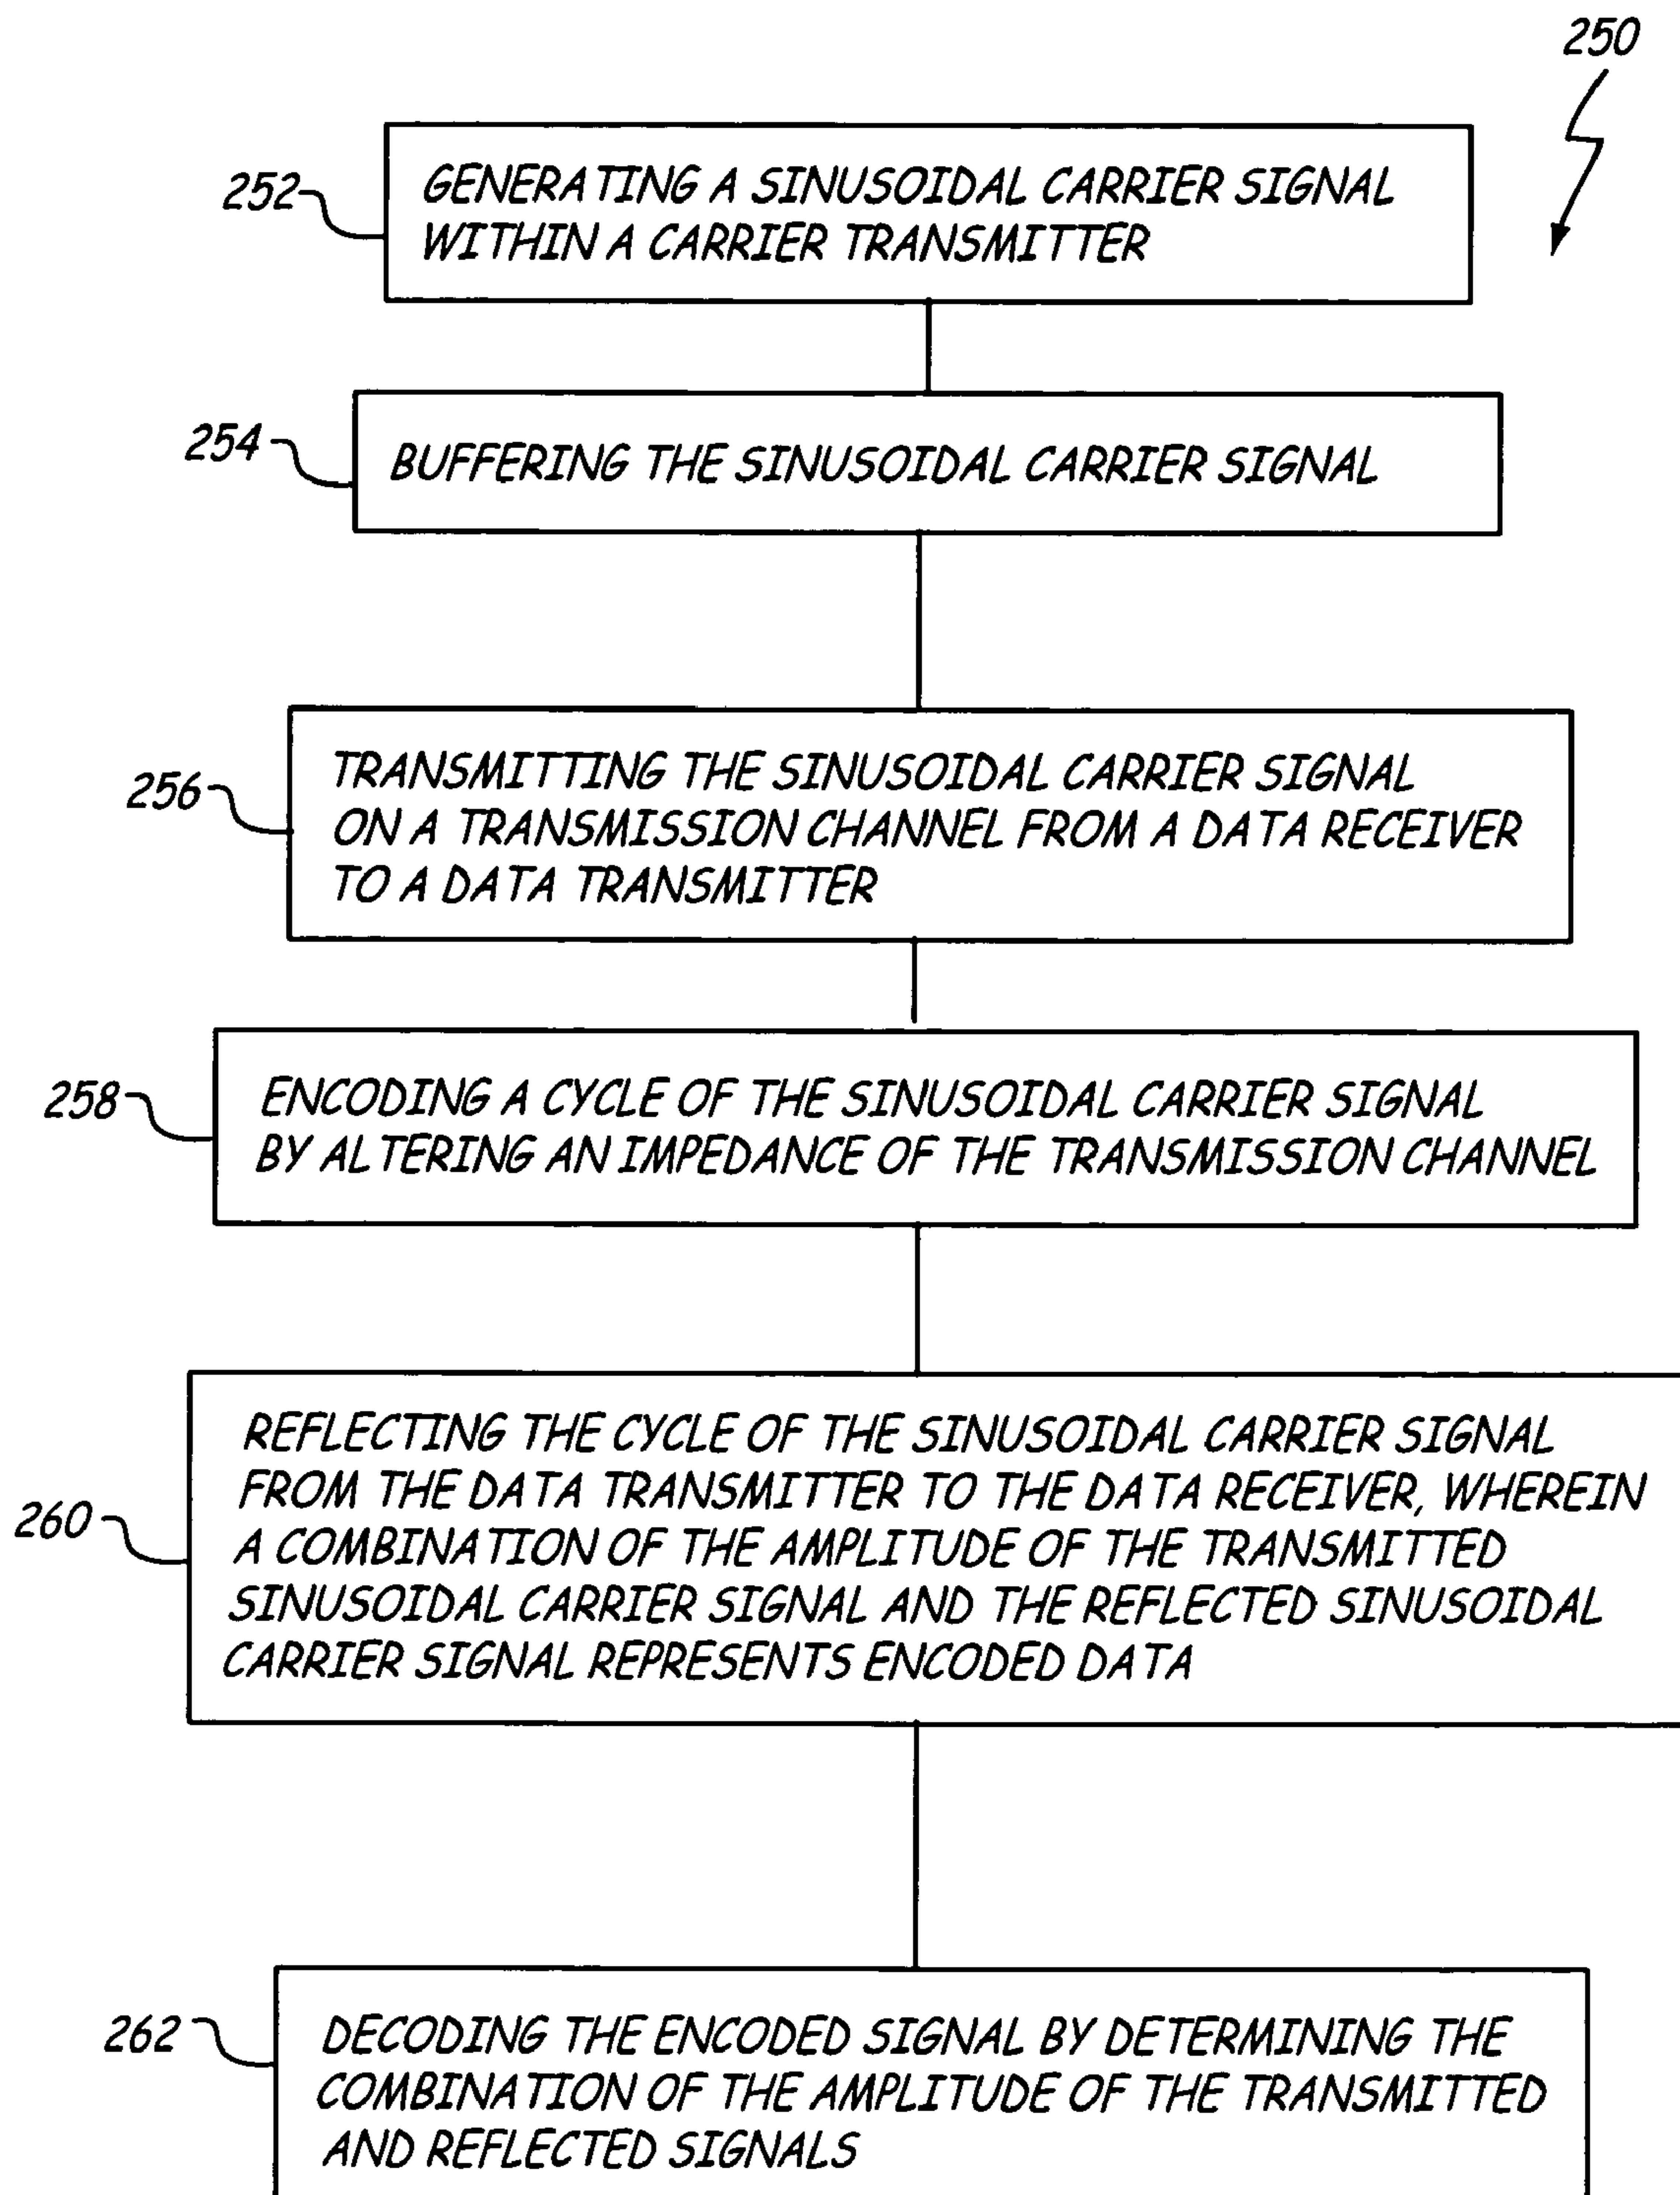 250
252
GENERATING A SINUSOIDAL CARRIER SIGNAL
WITHIN A CARRIER TRANSMITTER
254
BUFFERING THE SINUSOIDAL CARRIER SIGNAL
256
TRANSMITTING THE SINUSOIDAL CARRIER SIGNAL
ON A TRANSMISSION CHANNEL FROM A DATA RECEIVER
TO A DATA TRANSMITTER
258
ENCODING A CYCLE OF THE SINUSOIDAL CARRIER SIGNAL
BY ALTERING AN IMPEDANCE OF THE TRANSMISSION CHANNEL
260
REFLECTING THE CYCLE OF THE SINUSOIDAL CARRIER SIGNAL
FROM THE DATA TRANSMITTER TO THE DATA RECEIVER, WHEREIN
A COMBINATION OF THE AMPLITUDE OF THE TRANSMITTED
SINUSOIDAL CARRIER SIGNAL AND THE REFLECTED SINUSOIDAL
CARRIER SIGNAL REPRESENTS ENCODED DATA
262
DECODING THE ENCODED SIGNAL BY DETERMINING THE
COMBINATION OF THE AMPLITUDE OF THE TRANSMITTED
AND REFLECTED SIGNALS